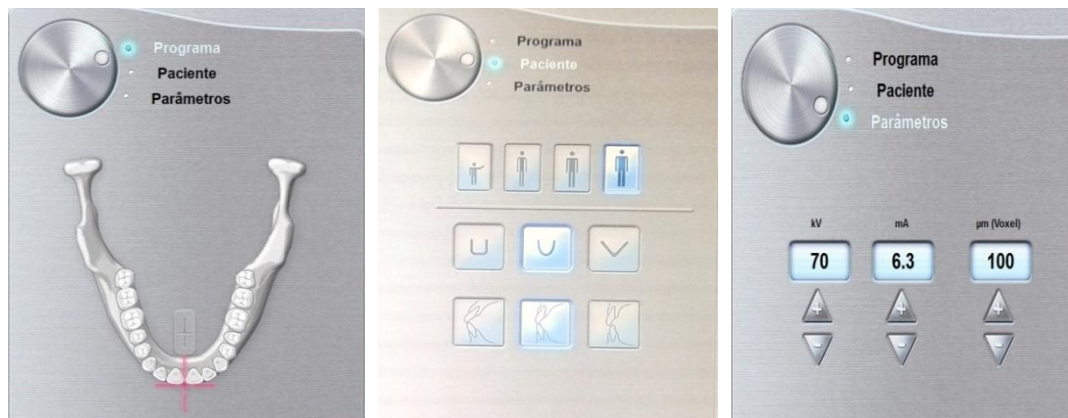 Programa
Paciente
Parâmetros
Programa
Paciente
Parâmetros
Programa
Paciente
Parâmetros
kV
mA
µm (Voxel)
70
6.3
100